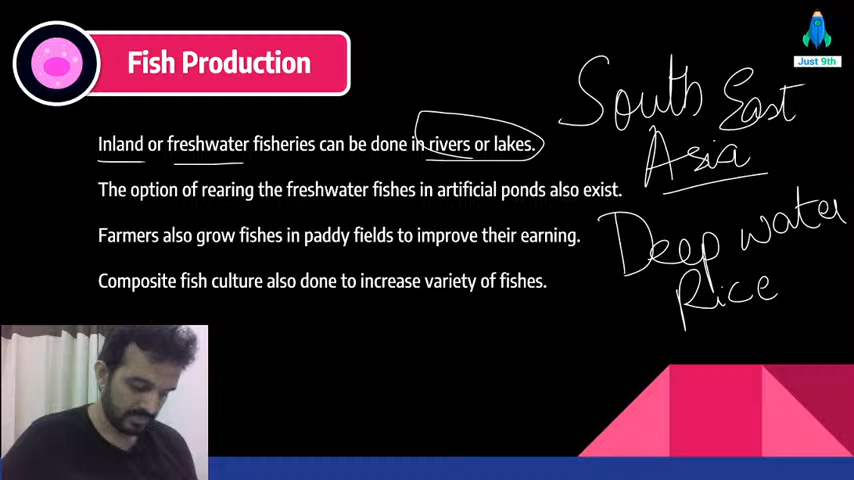 Fish Production
Just 9th
Inland or freshwater fisheries can be done in rivers or lakes.
The option of rearing the freshwater fishes in artificial ponds also exist.
Farmers also grow fishes in paddy fields to improve their earning.
Composite fish culture also done to increase variety of fishes.
South East
Asia
Deep water
Rice